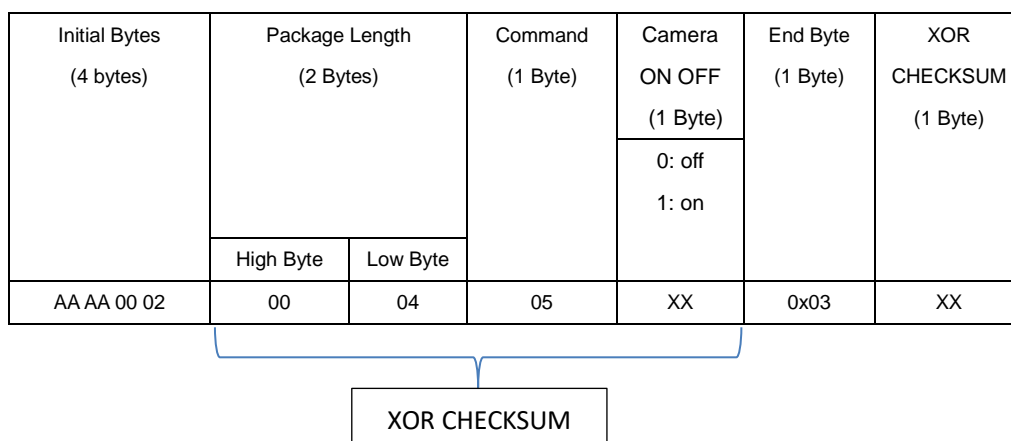 Initial Bytes
(4 bytes)
Package Length
(2 Bytes)
Command
(1 Byte)
Camera
ON OFF
(1 Byte)
End Byte
(1 Byte)
XOR
CHECKSUM
(1 Byte)
0: off
1: on
High Byte
Low Byte
AA AA 00 02
00
04
05
XX
0x03
XX
XOR CHECKSUM